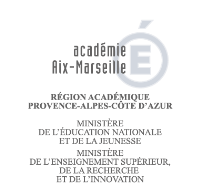 académie
Aix-Marseille
É
RÉGION ACADÉMIQUE
PROVENCE-ALPES-CÔTE D'AZUR
MINISTÈRE
DE L'ÉDUCATION NATIONALE
ET DE LA JEUNESSE
MINISTÈRE
DE L'ENSEIGNEMENT SUPÉRIEUR,
DE LA RECHERCHE
ET DE L'INNOVATION